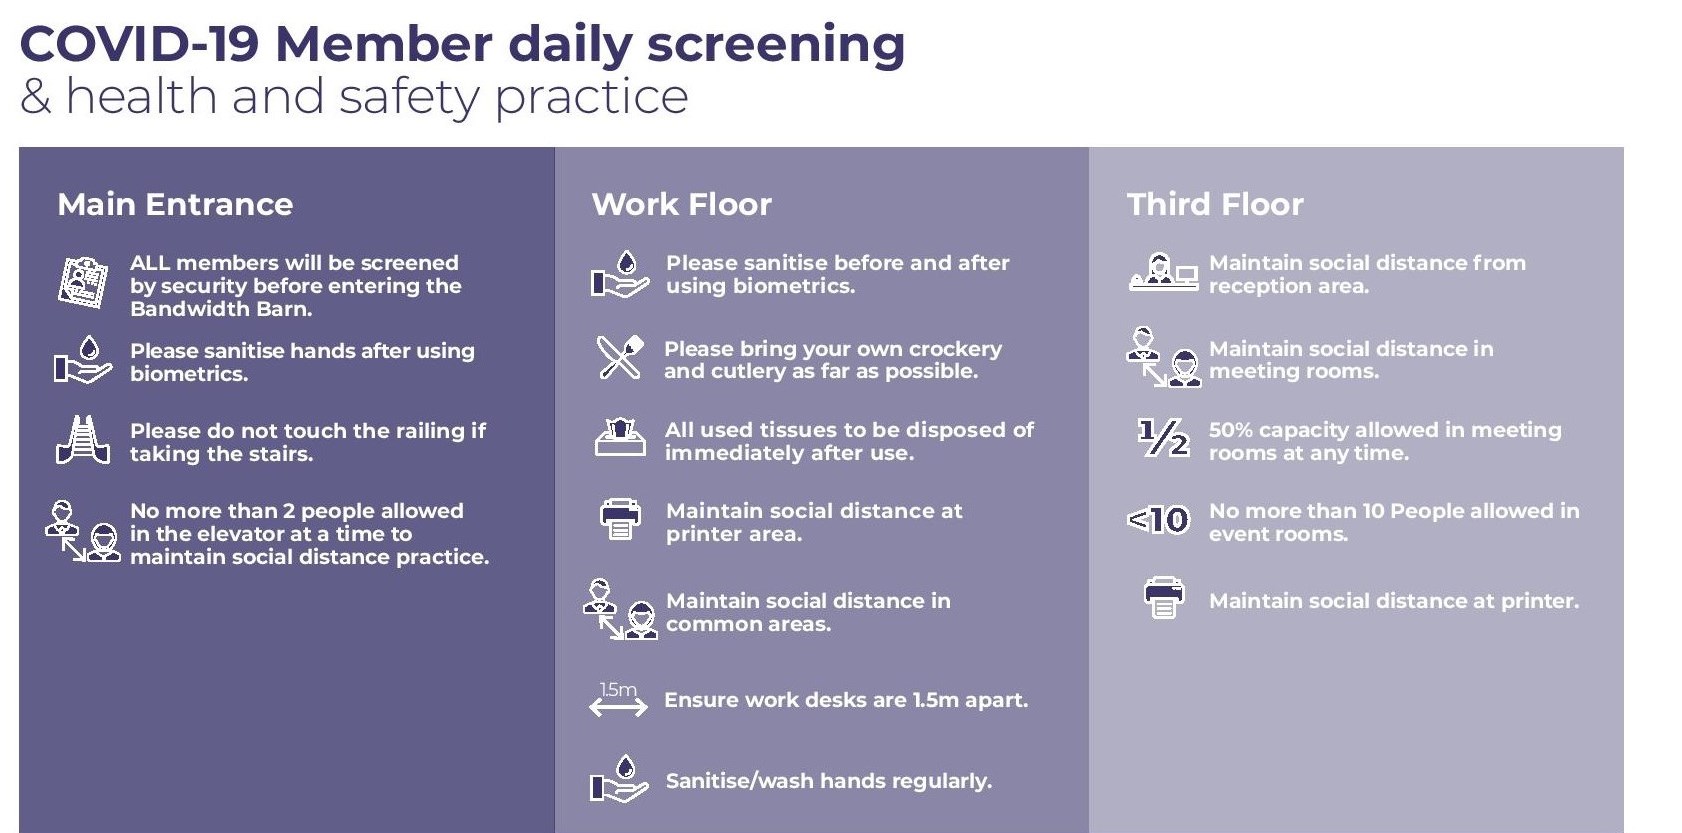 COVID-19 Member daily screening
& health and safety practice
Main Entrance
ALL members will be screened
by security before entering the
Bandwidth Barn.
Please sanitise hands after using
biometrics.
Please do not touch the railing if
taking the stairs.
No more than 2 people allowed
in the elevator at a time to
maintain social distance practice.
Work Floor
Please sanitise before and after
using biometrics.
Please bring your own crockery
and cutlery as far as possible.
All used tissues to be disposed of
immediately after use.
Maintain social distance at
printer area.
Maintain social distance in
common areas.
1.5m
Ensure work desks are 1.5m apart.
Sanitise/wash hands regularly.
Third Floor
Maintain social distance from
reception area.
Maintain social distance in
meeting rooms.
1/2
50% capacity allowed in meeting
rooms at any time.
<10
No more than 10 People allowed in
event rooms.
Maintain social distance at printer.